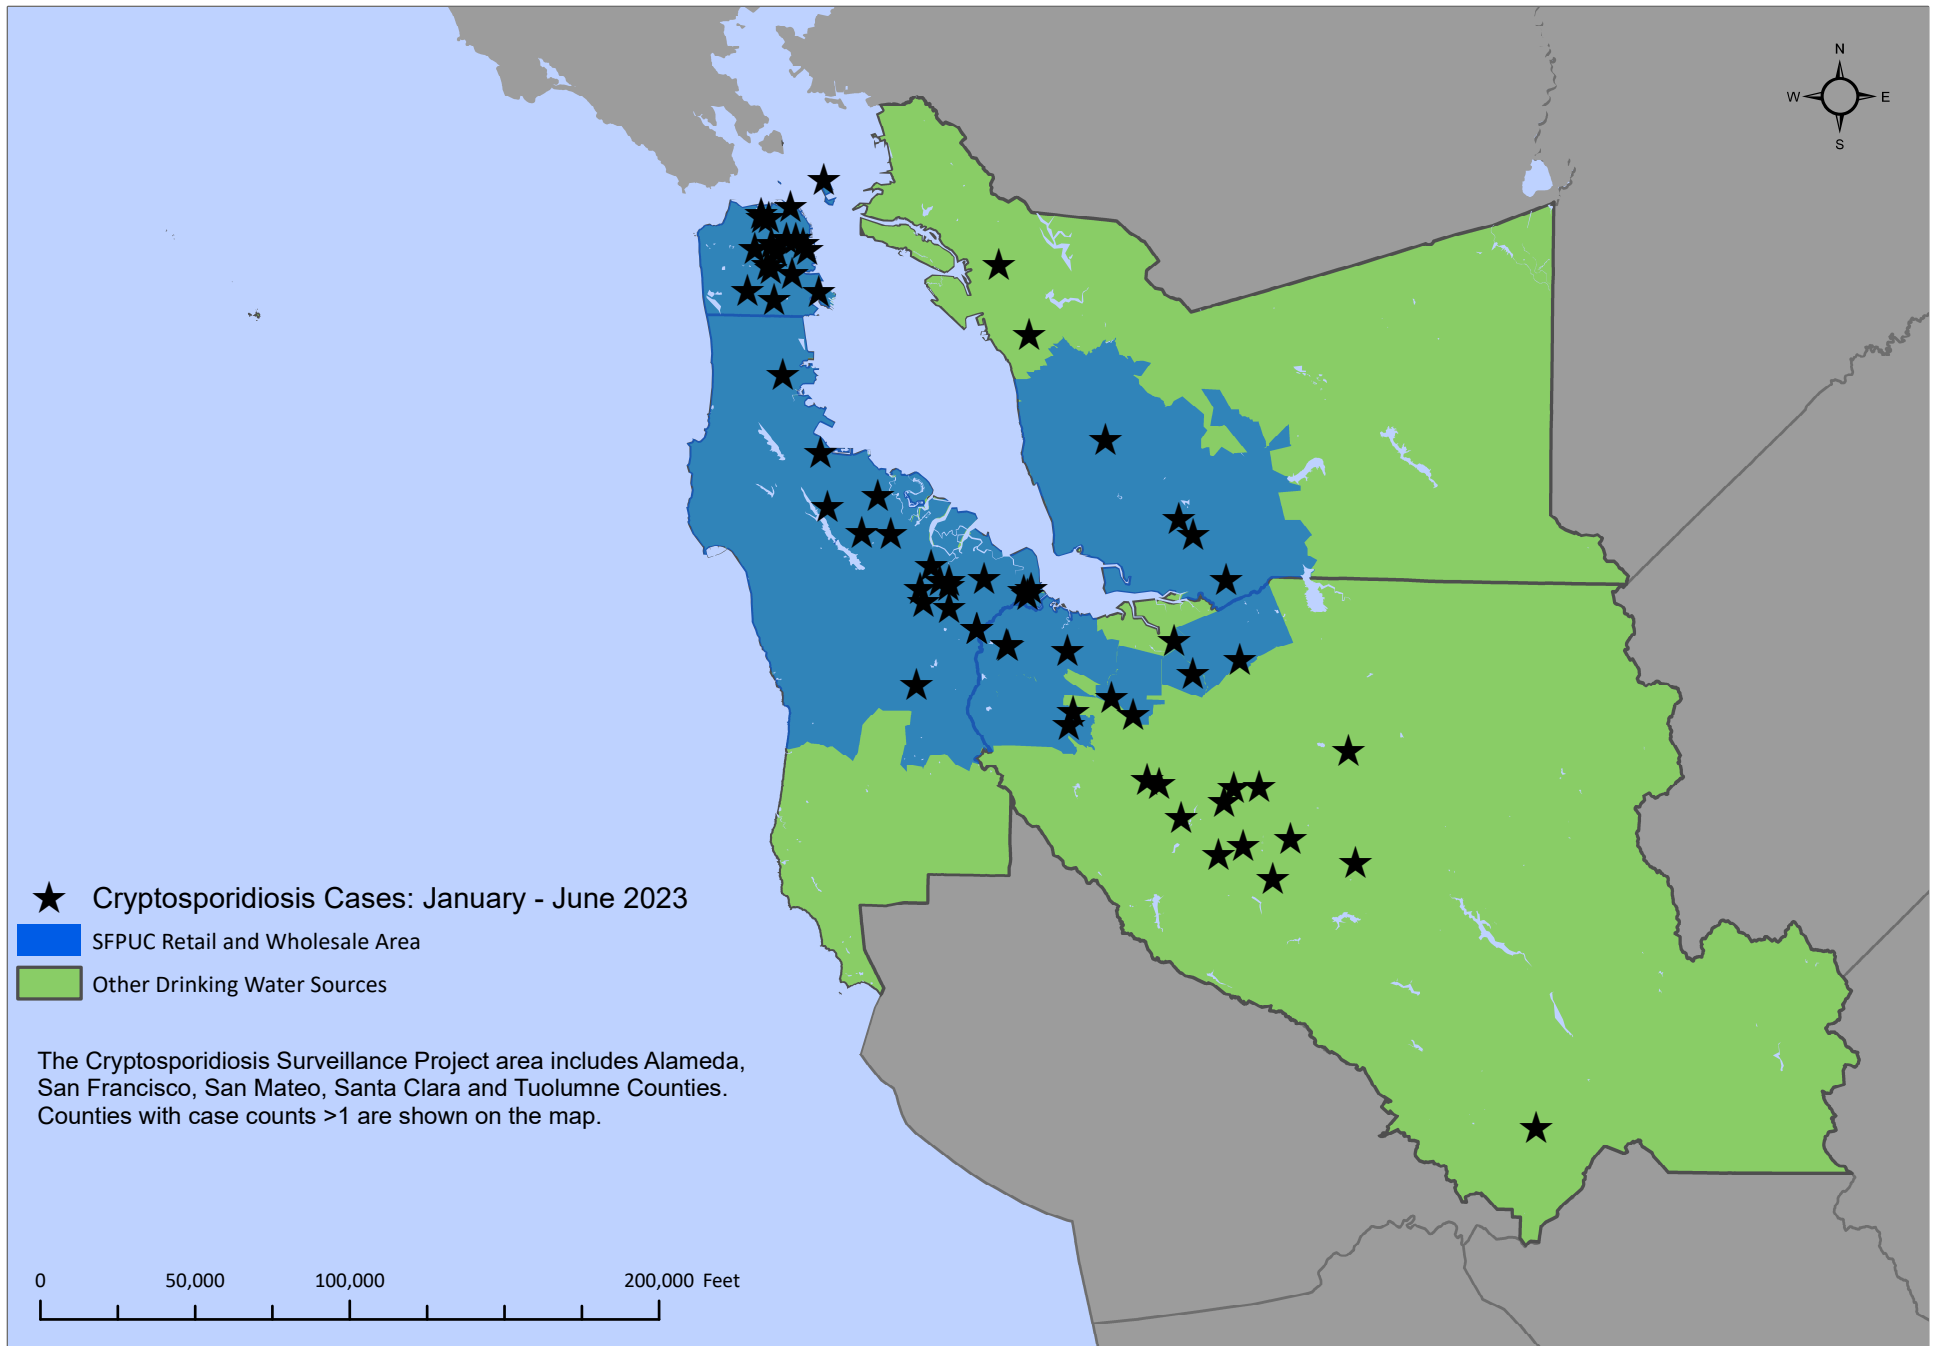 N
W E
S
Cryptosporidiosis Cases: January - June 2023
SFPUC Retail and Wholesale Area
Other Drinking Water Sources
The Cryptosporidiosis Surveillance Project area includes Alameda,
San Francisco, San Mateo, Santa Clara and Tuolumne Counties.
Counties with case counts >1 are shown on the map.
0 50,000 100,000 200,000 Feet